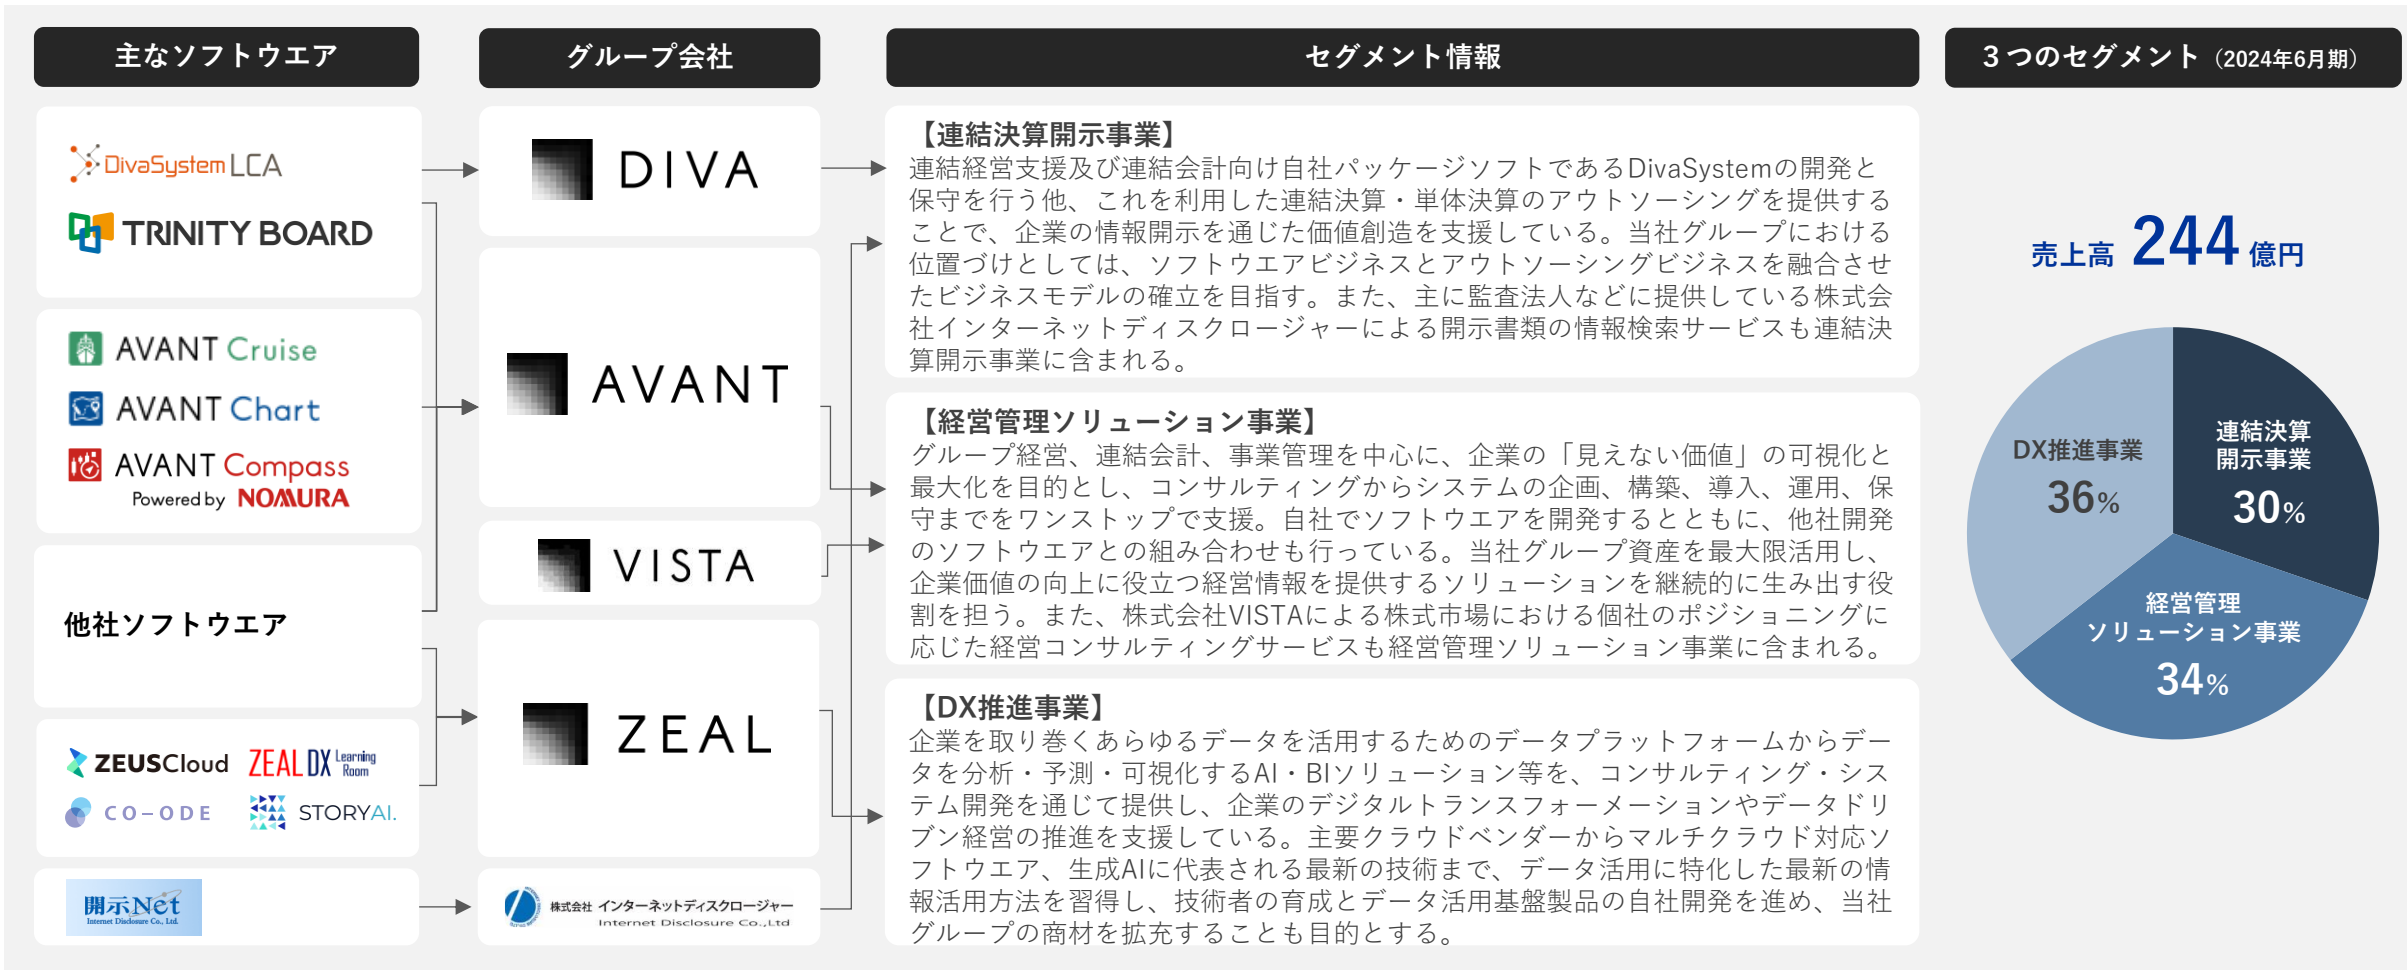 主なソフトウエア
DivaSystem LCA
TRINITY BOARD
AVANT Cruise
AVANT Chart
AVANT Compass
Powered by NOMURA
他社ソフトウエア
ZEUSCloud
ZEAL DX Learning Room
CO-ODE
STORYAI.
開示Net
Internet Disclosure Co., Ltd.
グループ会社
DIVA
AVANT
VISTA
ZEAL
株式会社 インターネットディスクロージャー
Internet Disclosure Co.,Ltd
セグメント情報
【連結決算開示事業】
連結経営支援及び連結会計向け自社パッケージソフトであるDivaSystemの開発と
保守を行う他、これを利用した連結決算・単体決算のアウトソーシングを提供する
ことで、企業の情報開示を通じた価値創造を支援している。当社グループにおける
位置づけとしては、ソフトウエアビジネスとアウトソーシングビジネスを融合させ
たビジネスモデルの確立を目指す。また、主に監査法人などに提供している株式会
社インターネットディスクロージャーによる開示書類の情報検索サービスも連結決
算開示事業に含まれる。
【経営管理ソリューション事業】
グループ経営、連結会計、事業管理を中心に、企業の「見えない価値」の可視化と
最大化を目的とし、コンサルティングからシステムの企画、構築、導入、運用、保
守までをワンストップで支援。自社でソフトウエアを開発するとともに、他社開発
のソフトウエアとの組み合わせも行っている。当社グループ資産を最大限活用し、
企業価値の向上に役立つ経営情報を提供するソリューションを継続的に生み出す役
割を担う。また、株式会社VISTAによる株式市場における個社のポジショニングに
応じた経営コンサルティングサービスも経営管理ソリューション事業に含まれる。
【DX推進事業】
企業を取り巻くあらゆるデータを活用するためのデータプラットフォームからデー
タを分析・予測・可視化するAI・BIソリューション等を、コンサルティング・シス
テム開発を通じて提供し、企業のデジタルトランスフォーメーションやデータドリ
ブン経営の推進を支援している。主要クラウドベンダーからマルチクラウド対応ソ
フトウエア、生成AIに代表される最新の技術まで、データ活用に特化した最新の情
報活用方法を習得し、技術者の育成とデータ活用基盤製品の自社開発を進め、当社
グループの商材を拡充することも目的とする。
3つのセグメント（2024年6月期）
売上高 244 億円
DX推進事業
36%
連結決算
開示事業
30%
経営管理
ソリューション事業
34%